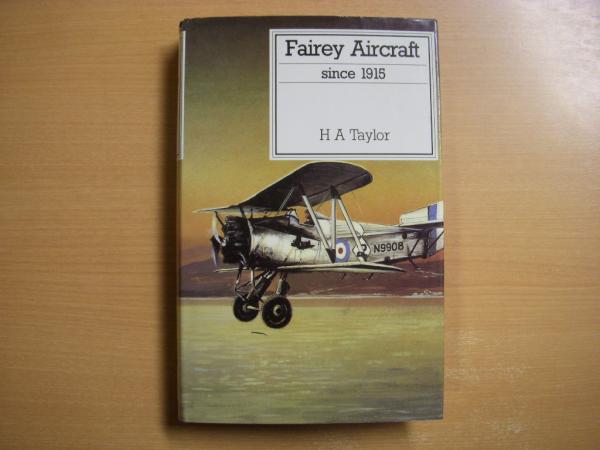 Fairey Aircraft
since 1915
H A Taylor
N9908